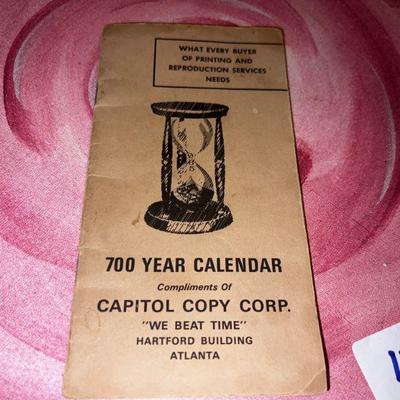 WHAT EVERY BUYER
OF PRINTING AND
REPRODUCTION SERVICES
NEEDS
700 YEAR CALENDAR
Compliments Of
CAPITOL COPY CORP.
"WE BEAT TIME"
HARTFORD BUILDING
ATLANTA